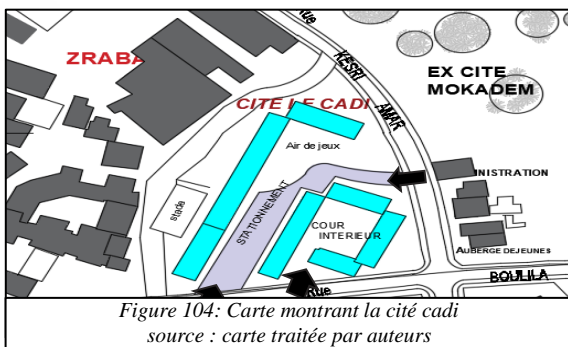 Rue
KESRI
AMAR
ZRABA
EX CITE
MOKADEM
CITE LE CADI
Air de jeux
INISTRATION
stade
STATIONNEMENT
COUR
INTERIEUR
AUBERGE DEJEUNES
BOULILA
Rue
Figure 104: Carte montrant la cité cadi
source : carte traitée par auteurs